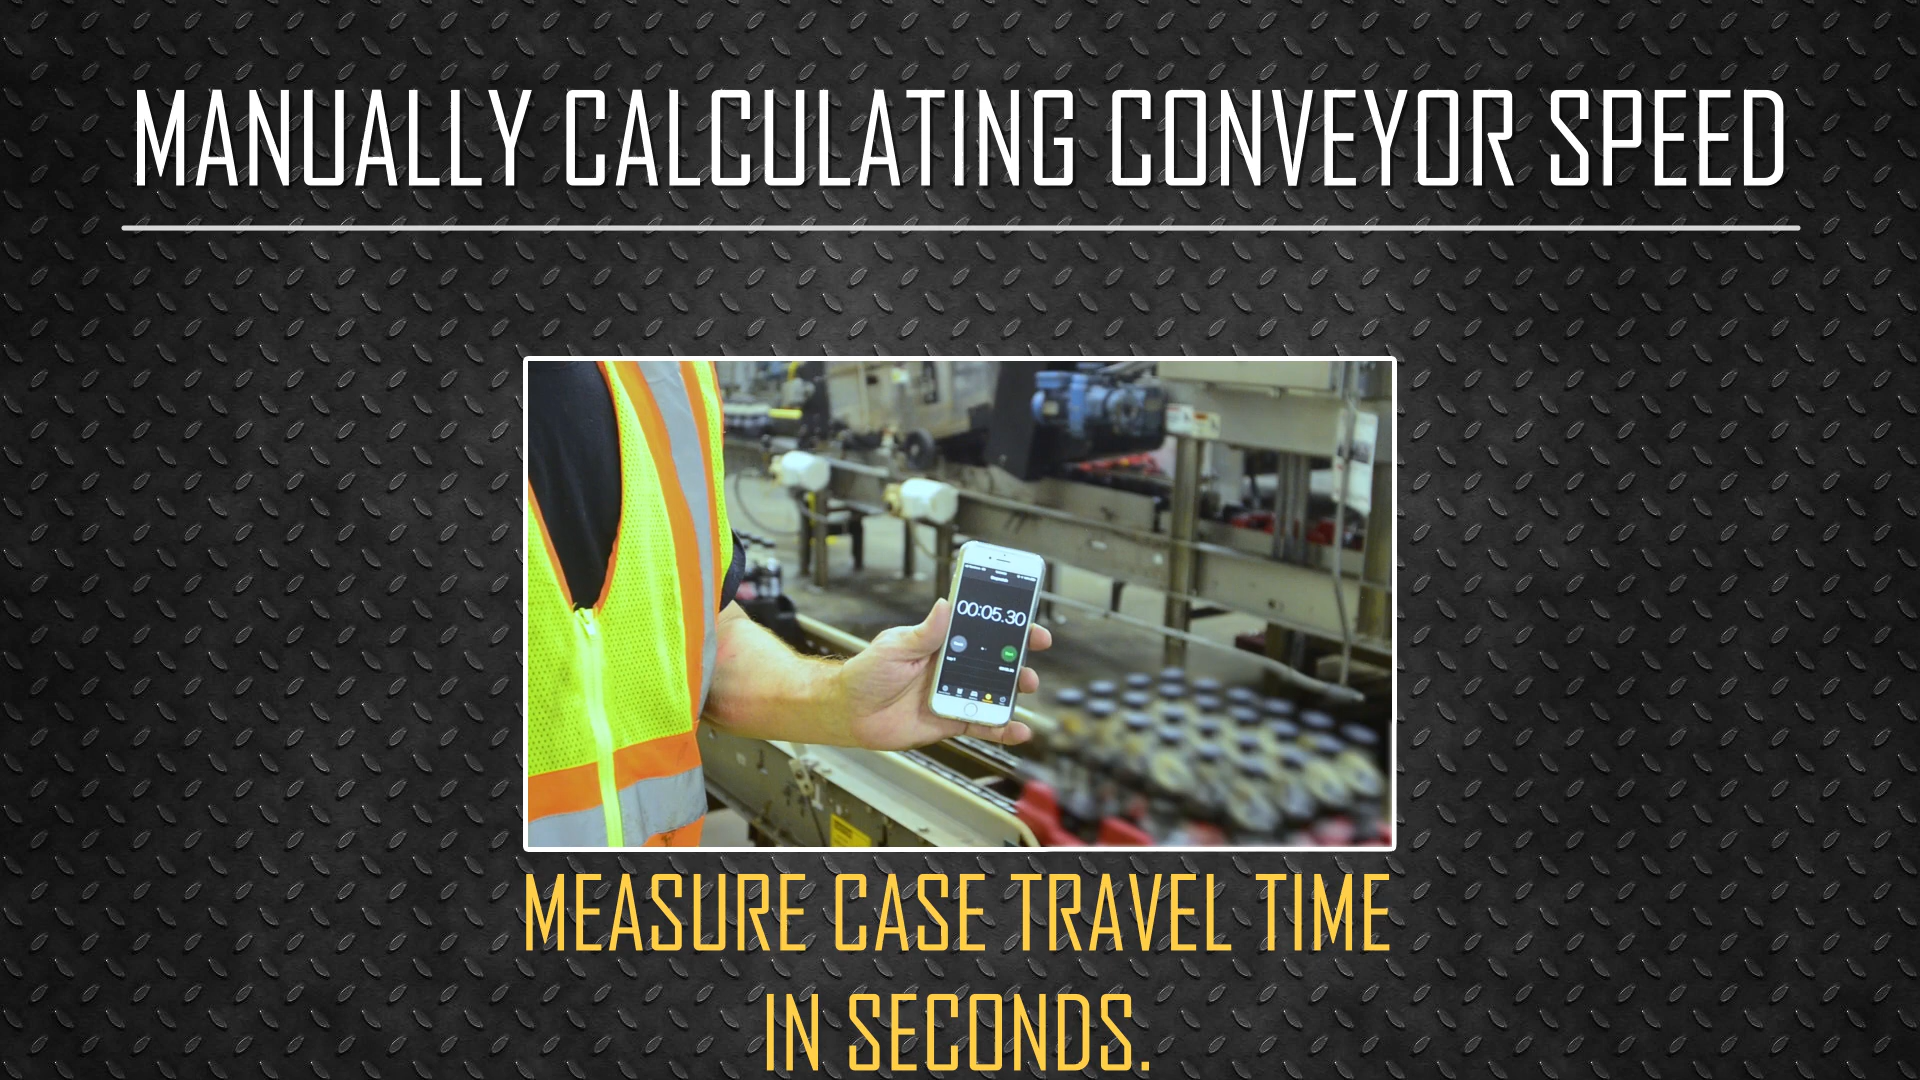 MANUALLY CALCULATING CONVEYOR SPEED
00:05.30
MEASURE CASE TRAVEL TIME
IN SECONDS.